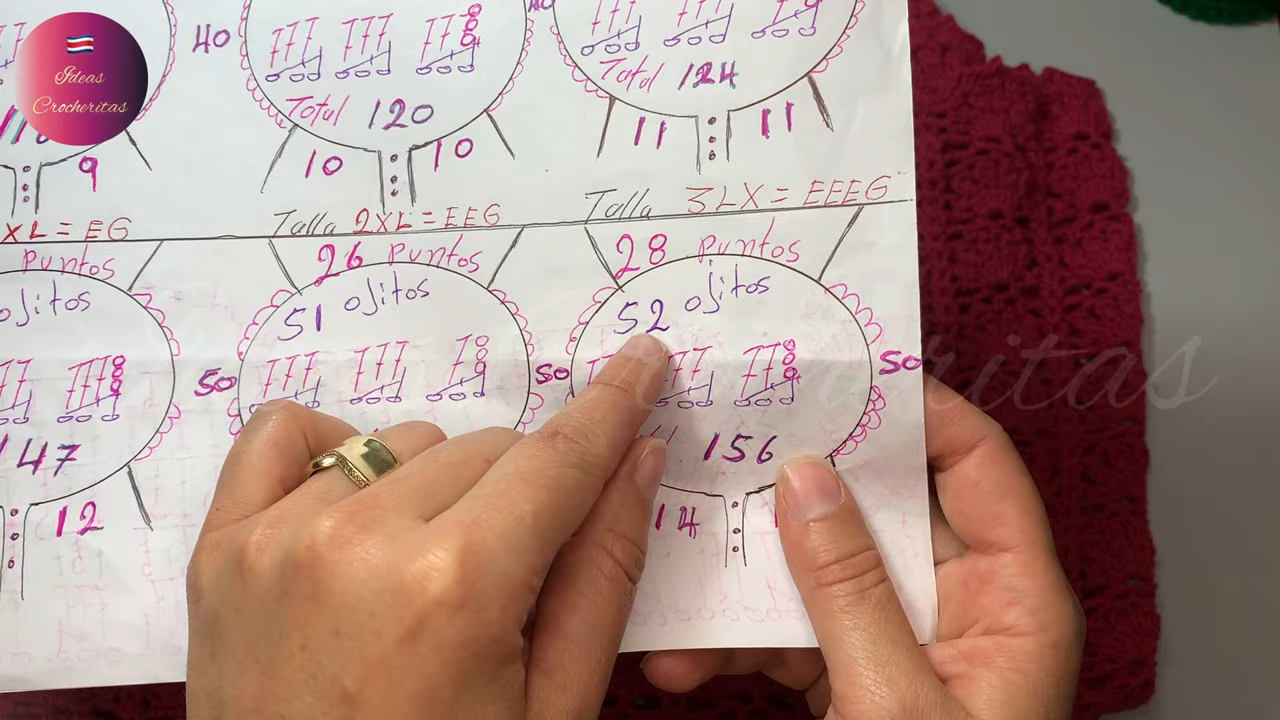 Ideas
Crocheritas
40
Total 120
10
10
9
Total 124
11
11
XL = EG
Talla 2XL = EEG
Talla 3LX = EEEG
Puntos
26 Puntos
28 Puntos
ojitos
51 ojitos
52 ojitos
50
50
50
147
156
12
14